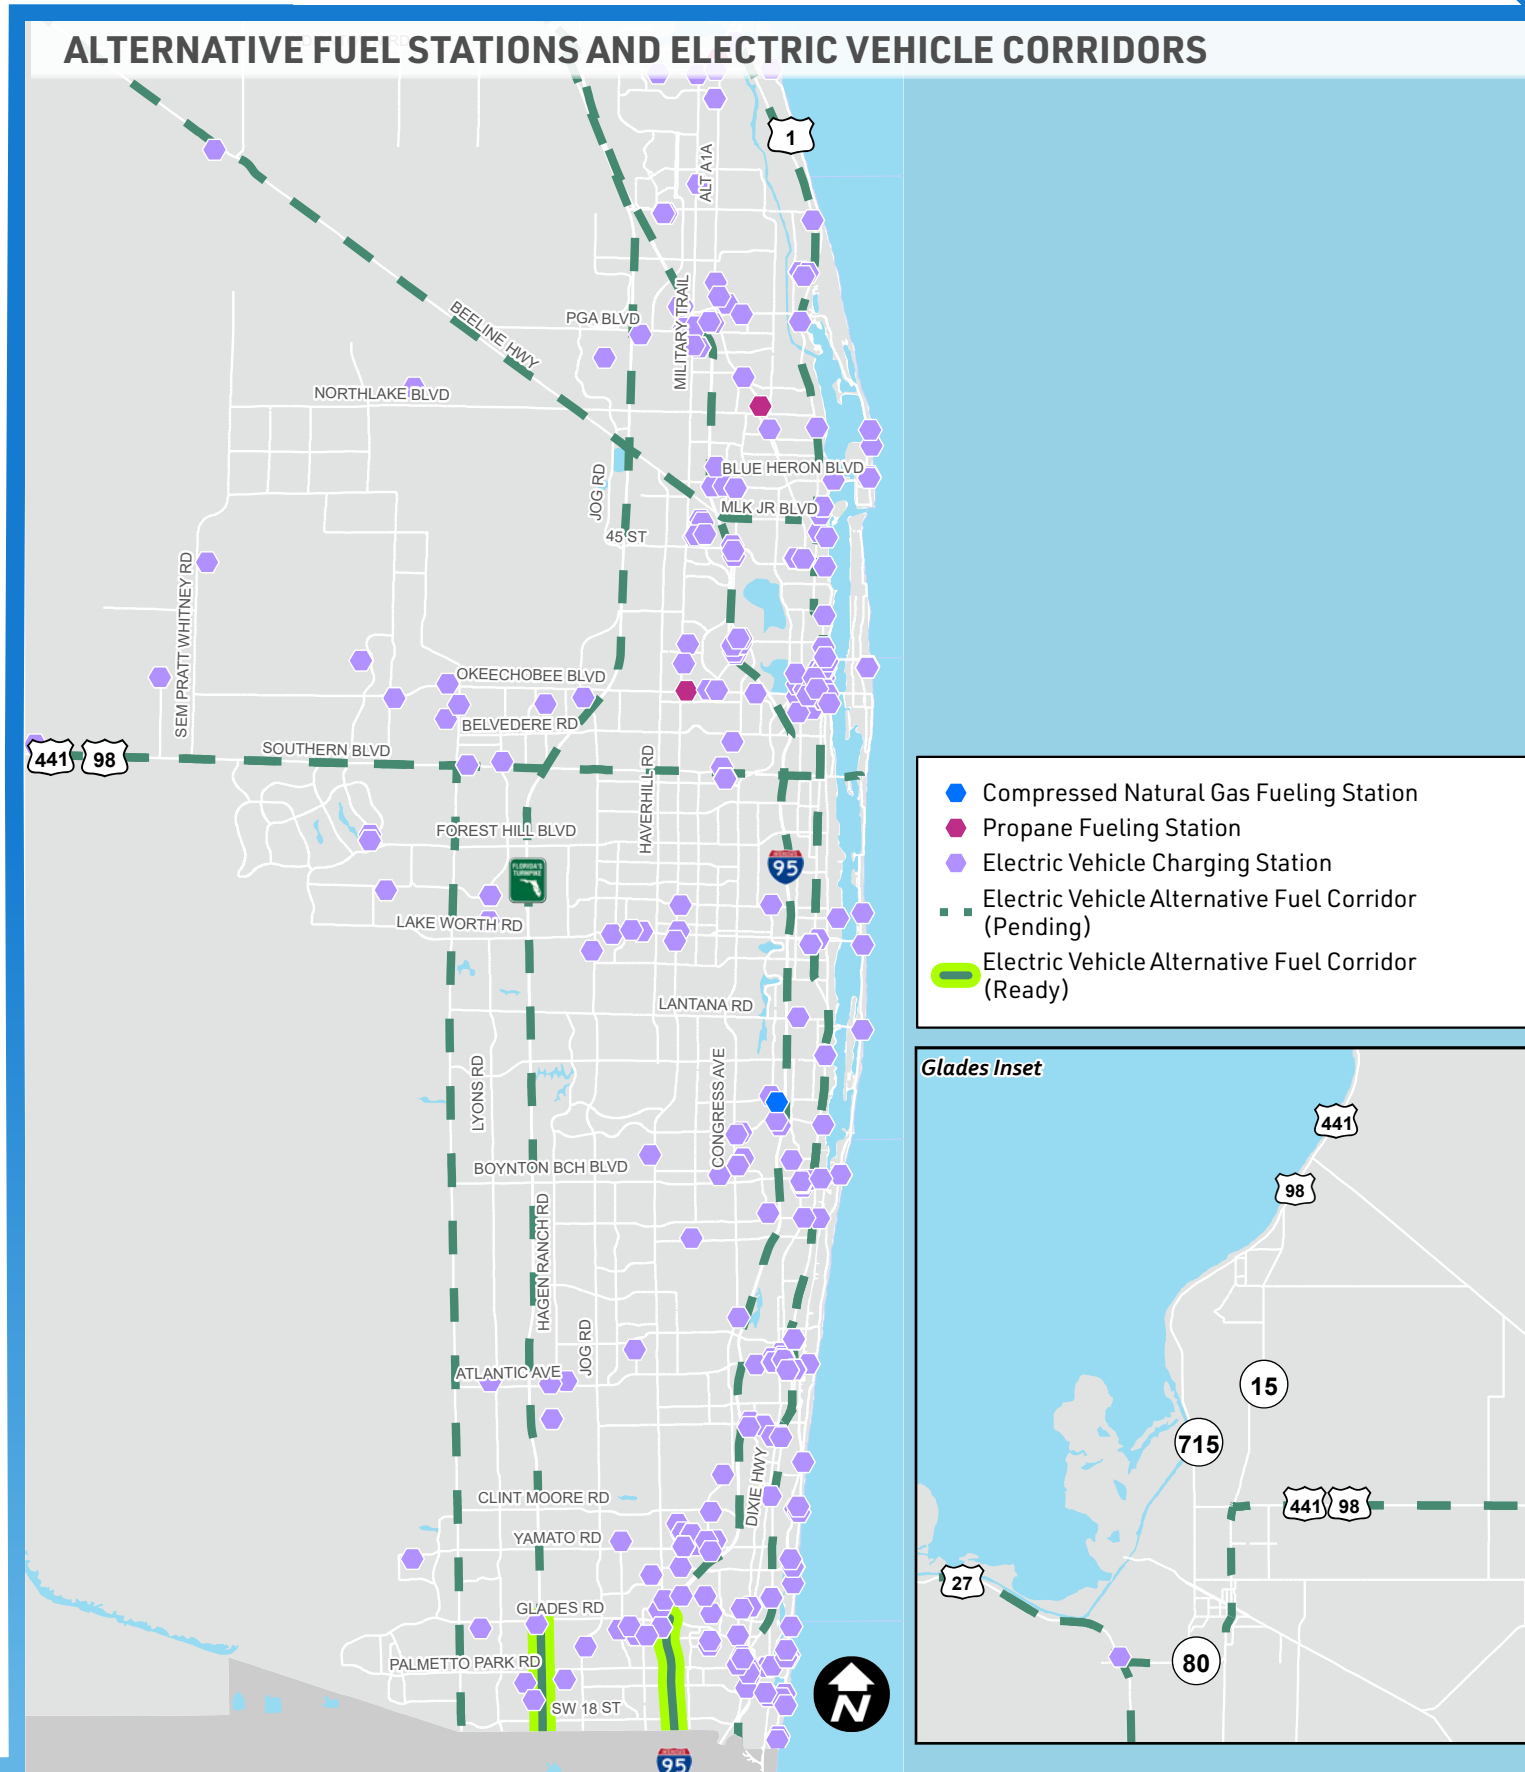 ALTERNATIVE FUEL STATIONS AND ELECTRIC VEHICLE CORRIDORS
1
ALT A1A
MILITARY TRAIL
PGA BLVD
BEELINE HWY
NORTHLAKE BLVD
BLUE HERON BLVD
JOG RD
MLK JR BLVD
45 ST
SEM PRATT WHITNEY RD
OKEECHOBEE BLVD
BELVEDERE RD
441
98
SOUTHERN BLVD
HAVERHILL RD
FOREST HILL BLVD
FLORIDA'S
TURNPIKE
95
LAKE WORTH RD
LANTANA RD
LYONS RD
CONGRESS AVE
BOYNTON BCH BLVD
HAGEN RANCH RD
JOG RD
ATLANTIC AVE
DIXIE HWY
CLINT MOORE RD
YAMATO RD
GLADES RD
PALMETTO PARK RD
SW 18 ST
N
95
Compressed Natural Gas Fueling Station
Propane Fueling Station
Electric Vehicle Charging Station
Electric Vehicle Alternative Fuel Corridor
(Pending)
Electric Vehicle Alternative Fuel Corridor
(Ready)
Glades Inset
441
98
15
715
441
98
27
80